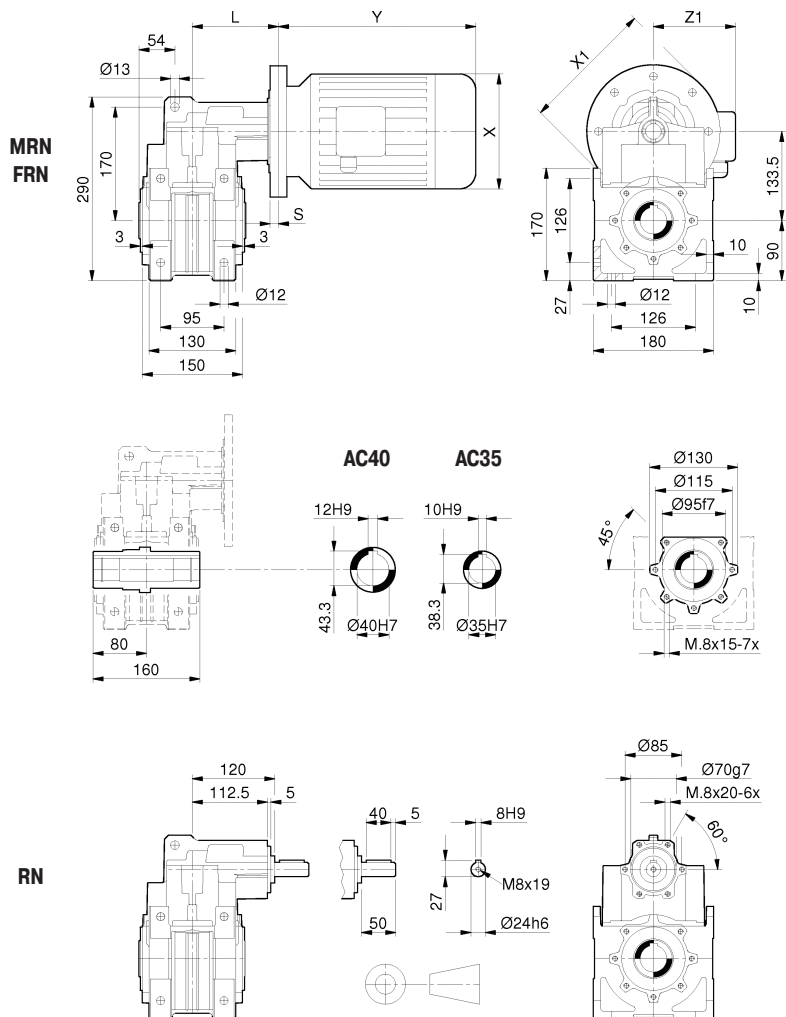 L
Y
54
Ø13
X
MRN
FRN
290
170
3
3
S
Ø12
95
130
150
X1
Z1
133.5
90
170
126
27
10
10
Ø12
126
180
AC40
AC35
12H9
10H9
43.3
38.3
Ø40H7
Ø35H7
80
160
Ø130
Ø115
Ø95f7
45°
M.8x15-7x
RN
120
112.5
5
40
5
8H9
27
M8x19
50
Ø24h6
Ø85
Ø70g7
M.8x20-6x
60°